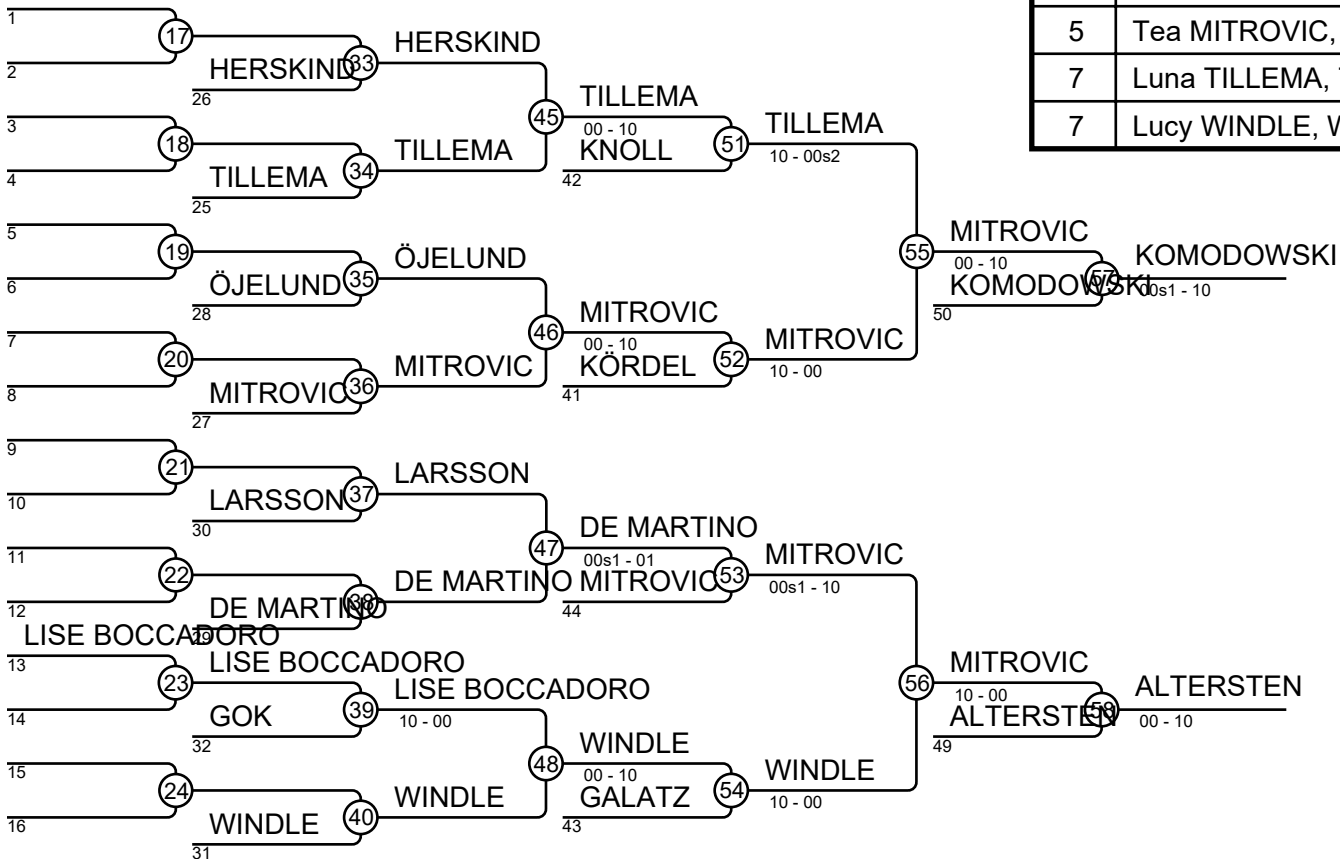 1
17
HERSKIND
2
HERSKIND
33
26
TILLEMA
3
45
00 - 10
TILLEMA
18
TILLEMA
KNOLL
51
10 - 00s2
4
TILLEMA
34
42
25
5
MITROVIC
19
ÖJELUND
55
00 - 10
KOMODOWSKI
6
ÖJELUND
35
KOMODOWSKI
57
00s1 - 10
28
MITROVIC
50
7
46
00 - 10
MITROVIC
20
MITROVIC
KÖRDEL
52
10 - 00
8
MITROVIC
36
41
27
9
21
LARSSON
10
LARSSON
37
30
DE MARTINO
11
47
00s1 - 01
MITROVIC
22
DE MARTINO
MITROVIC
53
00s1 - 10
12
DE MARTINO
38
44
29
LISE BOCCADORO
13
LISE BOCCADORO
MITROVIC
23
LISE BOCCADORO
56
10 - 00
ALTERSTEN
14
GOK
39
10 - 00
ALTERSTEN
58
00 - 10
32
WINDLE
49
15
48
00 - 10
WINDLE
24
WINDLE
GALATZ
54
10 - 00
16
WINDLE
40
43
31
5 Tea MITROVIC,
7 Luna TILLEMA,
7 Lucy WINDLE, W